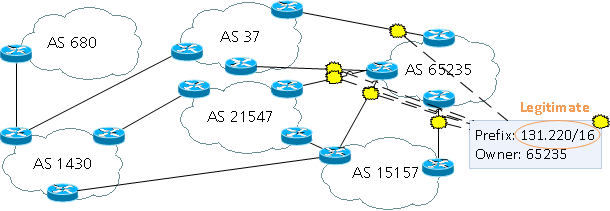 AS 680
AS 37
AS 65235
AS 21547
Legitimate
Prefix: 131.220/16
Owner: 65235
AS 1430
AS 15157